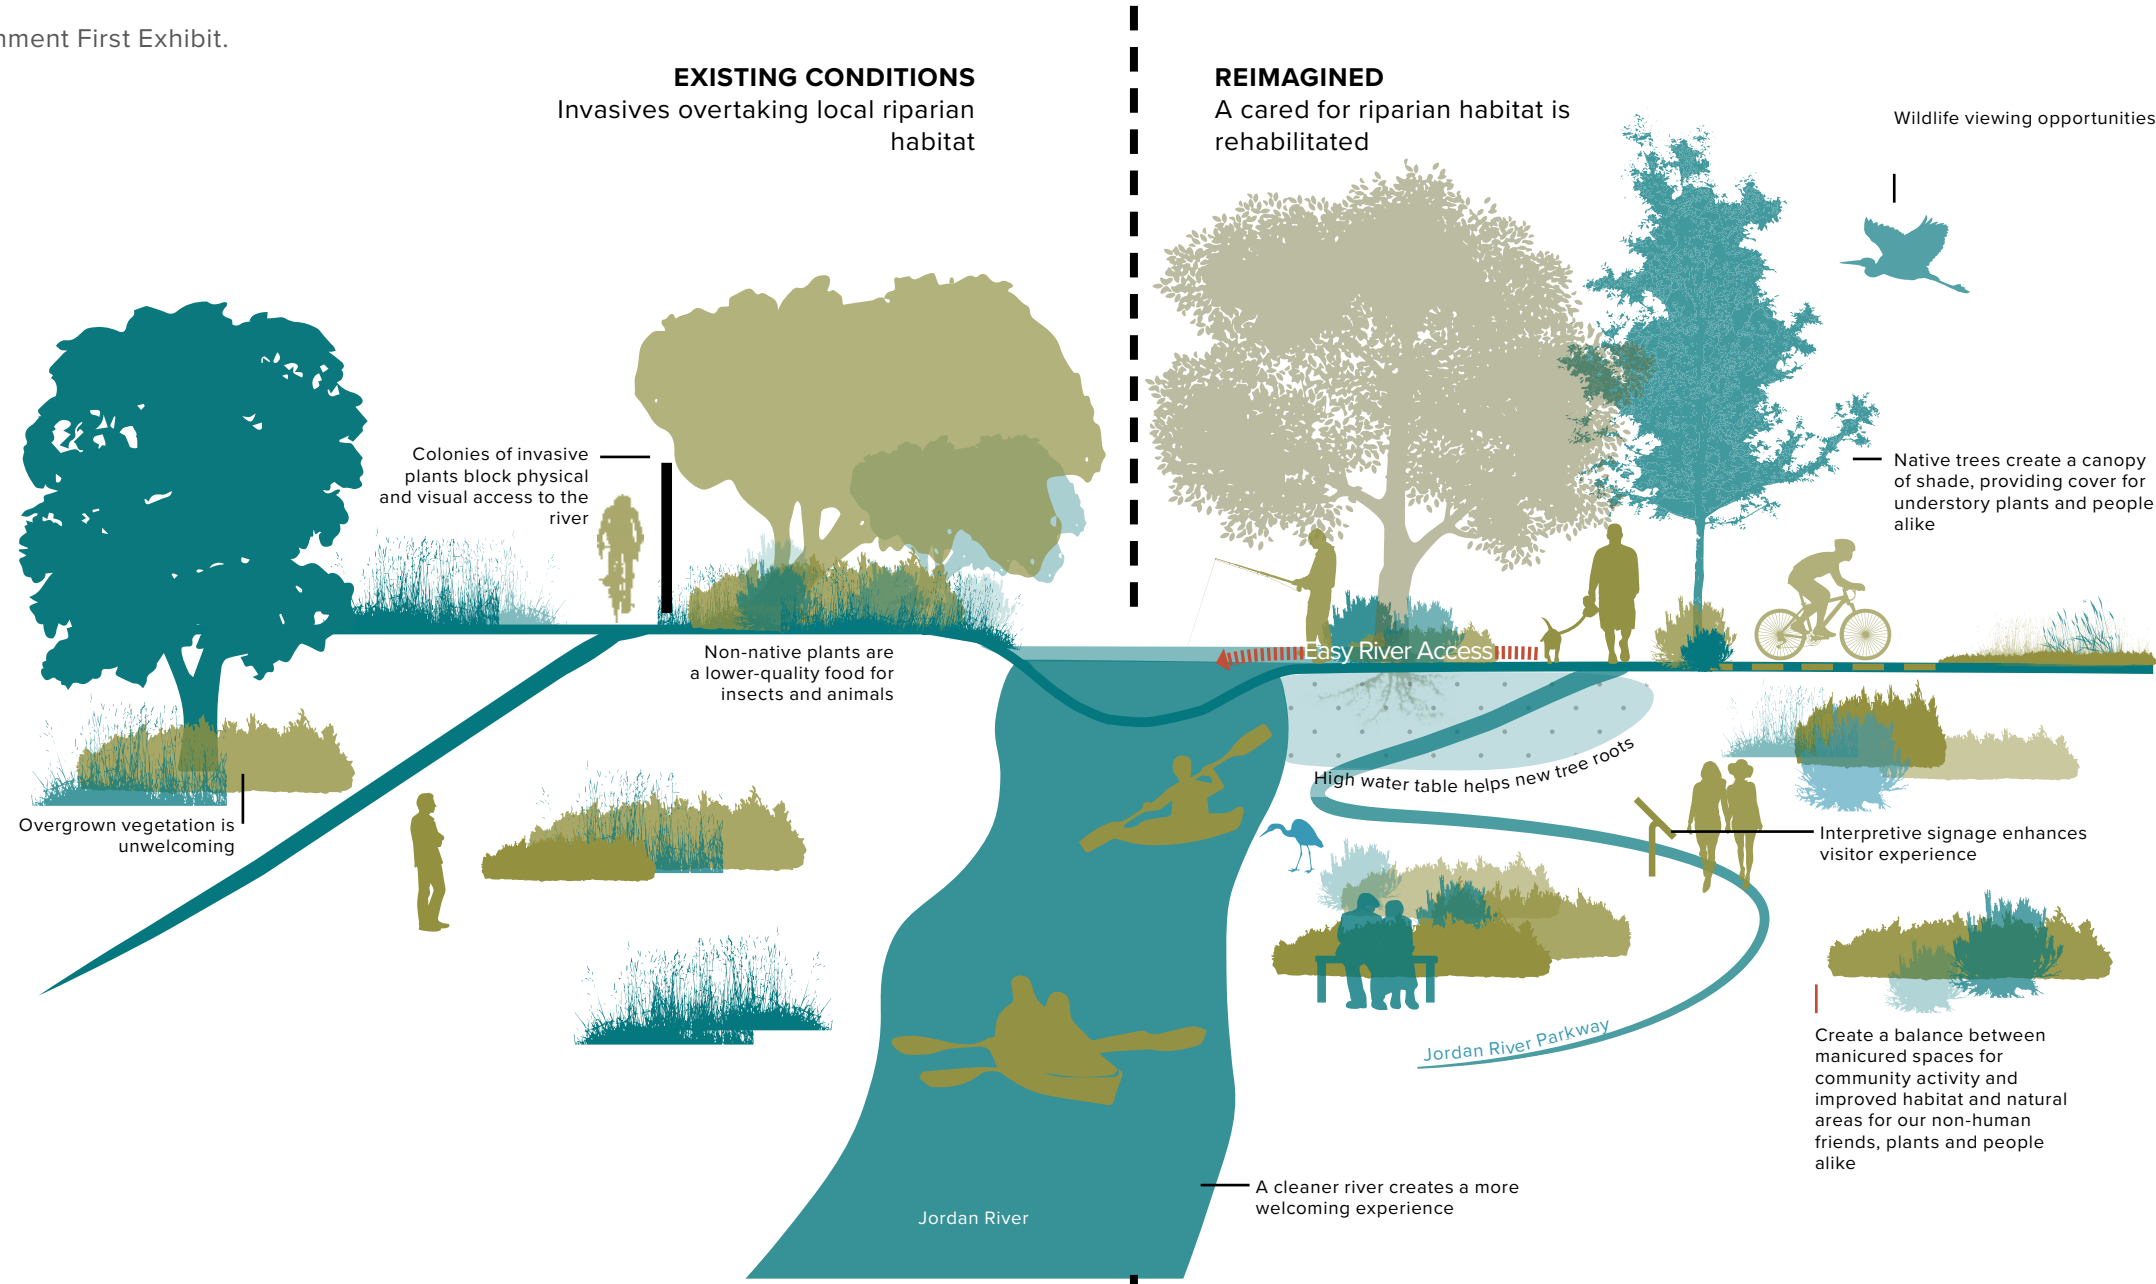 First Exhibit.
EXISTING CONDITIONS
Invasives overtaking local riparian
habitat
REIMAGINED
A cared for riparian habitat is
rehabilitated
Wildlife viewing opportunities
Colonies of invasive
plants block physical
and visual access to the
river
Native trees create a canopy
of shade, providing cover for
understory plants and people
alike
Non-native plants are
a lower-quality food for
insects and animals
Easy River Access
High water table helps new tree roots
Overgrown vegetation is
unwelcoming
Interpretive signage enhances
visitor experience
Jordan River Parkway
Create a balance between
manicured spaces for
community activity and
improved habitat and natural
areas for our non-human
friends, plants and people
alike
A cleaner river creates a more
welcoming experience
Jordan River